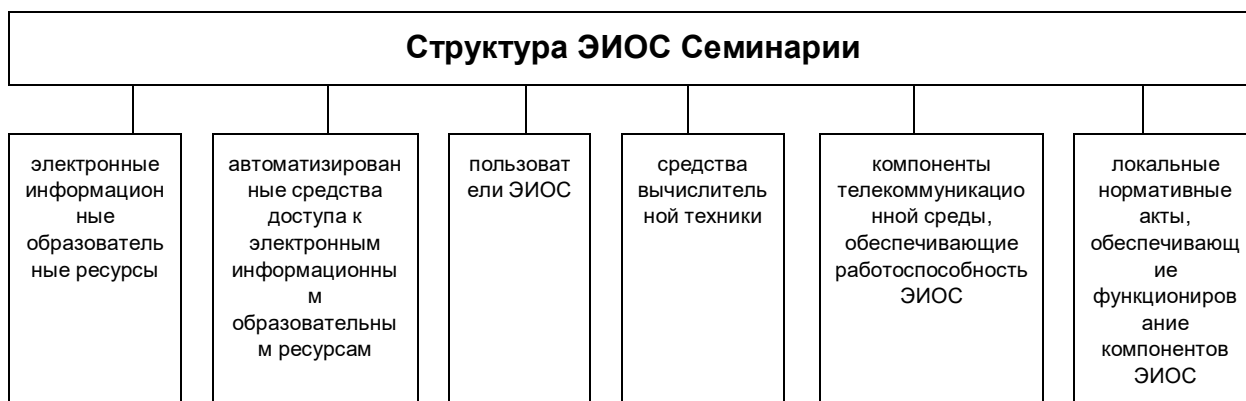 Структура ЭИОС Семинарии
электронные
информацион
ные
образователь
ные ресурсы
автоматизирован
ные средства
доступа к
электронным
информационны
м
образовательны
м ресурсам
пользоват
ели ЭИОС
средства
вычислитель
ной техники
компоненты
телекоммуникацио
нной среды,
обеспечивающие
работоспособность
ЭИОС
локальные
нормативные
акты,
обеспечивающ
ие
функциониров
ание
компонентов
ЭИОС